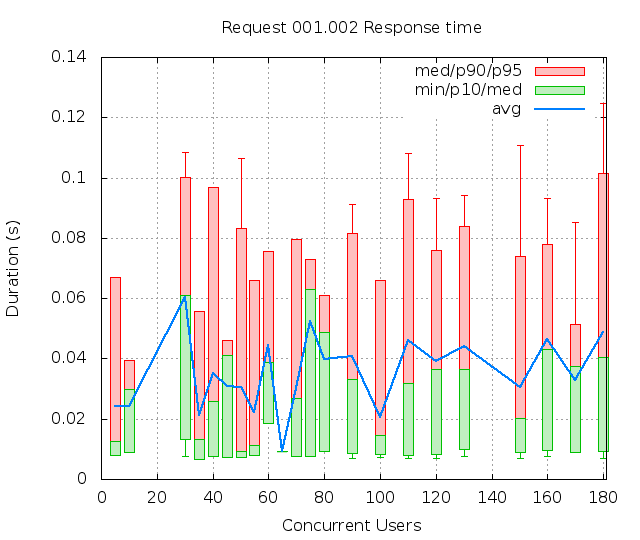 Request 001.002 Response time
0.14
0.12
0.1
0.08
0.06
0.04
0.02
0
Duration (s)
med/p90/p95
min/p10/med
avg
0 20 40 60 80 100 120 140 160 180
Concurrent Users